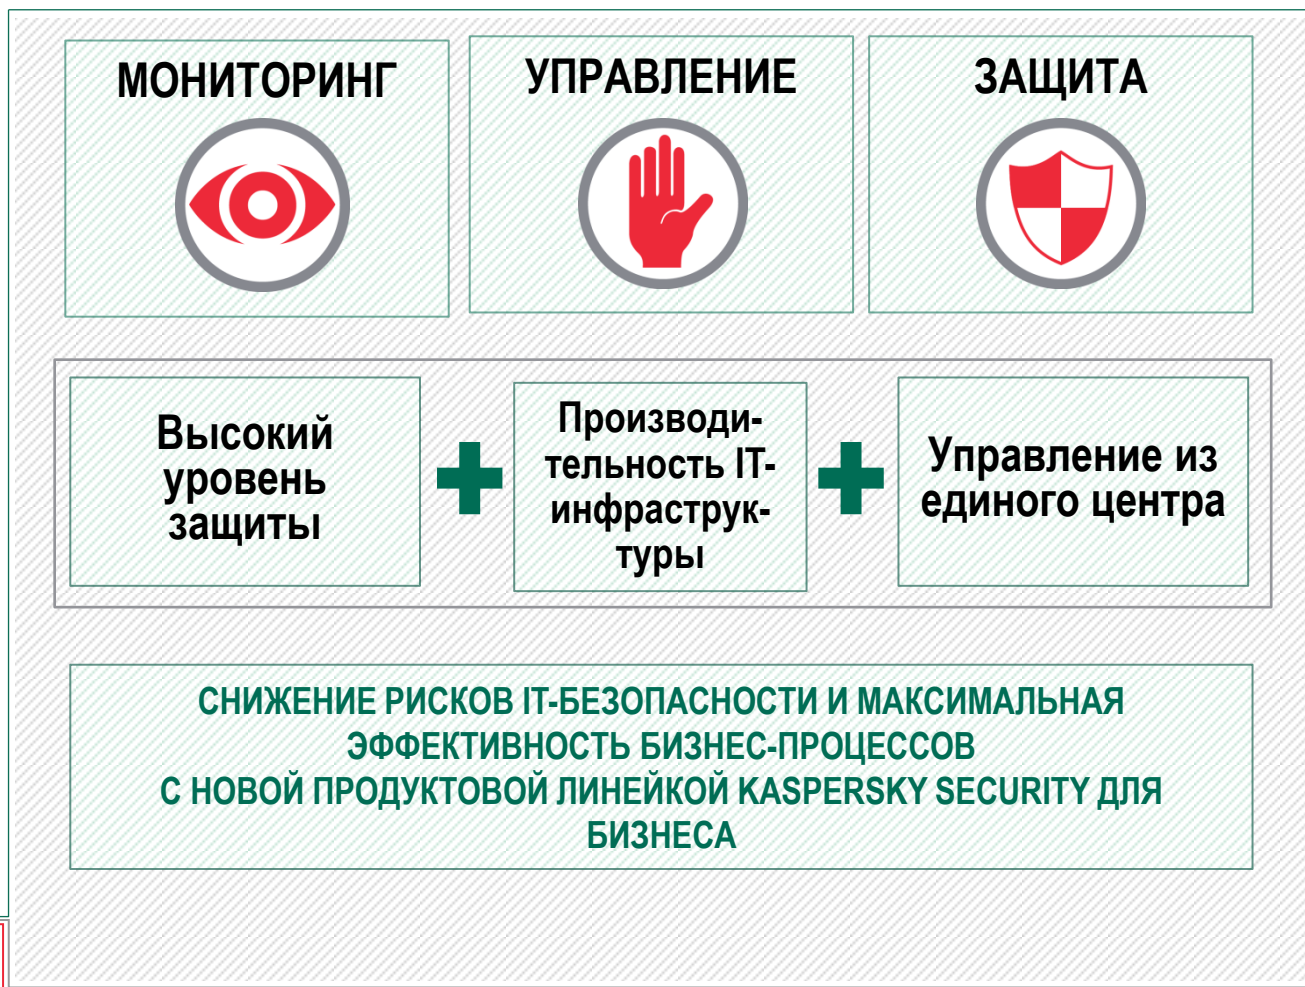 МОНИТОРИНГ
УПРАВЛЕНИЕ
ЗАЩИТА
Высокий
уровень
защиты
Производи-
тельность IT-
инфраструк-
туры
Управление из
единого центра
СНИЖЕНИЕ РИСКОВ IT-БЕЗОПАСНОСТИ И МАКСИМАЛЬНАЯ
ЭФФЕКТИВНОСТЬ БИЗНЕС-ПРОЦЕССОВ
С НОВОЙ ПРОДУКТОВОЙ ЛИНЕЙКОЙ KASPERSKY SECURITY ДЛЯ
БИЗНЕСА